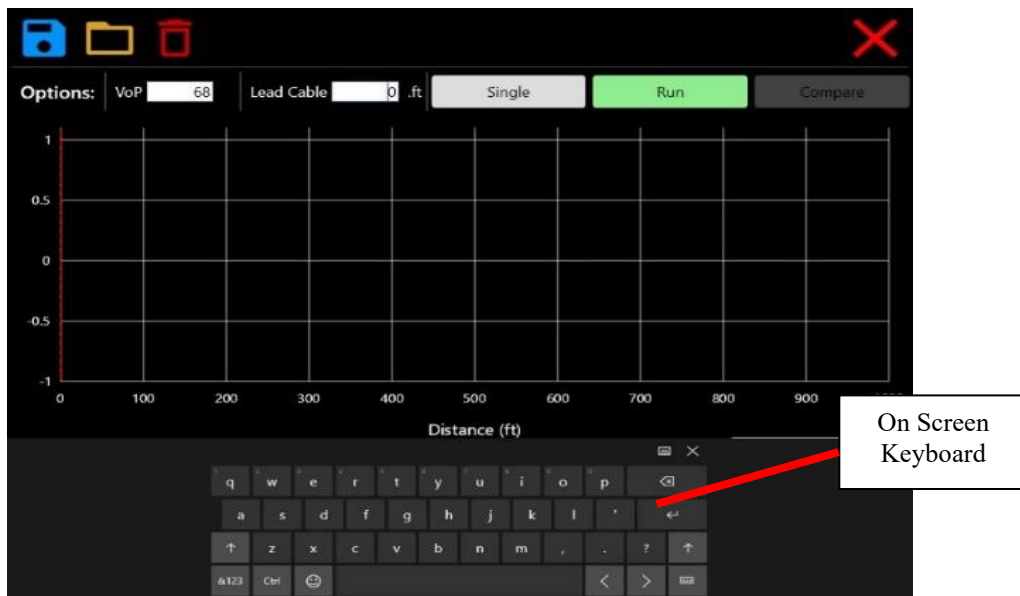 Options: VoP 68 Lead Cable 0 .ft Single Run Compare
1
0.5
0
-0.5
-1
0 100 200 300 400 500 600 700 800 900
Distance (ft)
On Screen
Keyboard
q w e r t y u i o p
a s d f g h j k l '
z x c v b n m , . ?
&123 Ctrl < >